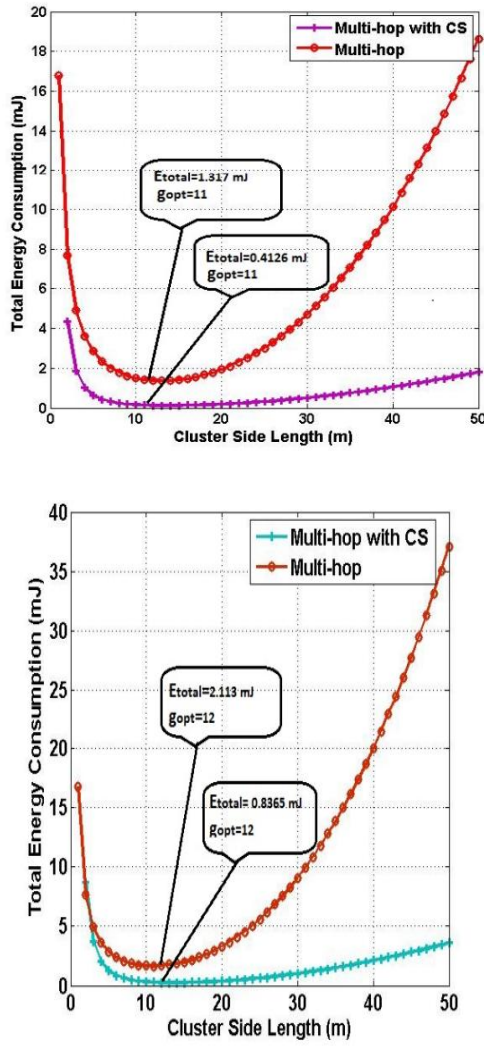 20
18
16
14
12
10
8
6
4
2
0
Total Energy Consumption (mJ)
Multi-hop with CS
Multi-hop
Etotal=1.317 mJ
gopt=11
Etotal=0.4126 mJ
gopt=11
0 10 20 30 40 50
Cluster Side Length (m)
40
35
30
25
20
15
10
5
0
Total Energy Consumption (mJ)
Multi-hop with CS
Multi-hop
Etotal=2.113 mJ
gopt=12
Etotal= 0.8365 mJ
gopt=12
0 10 20 30 40 50
Cluster Side Length (m)